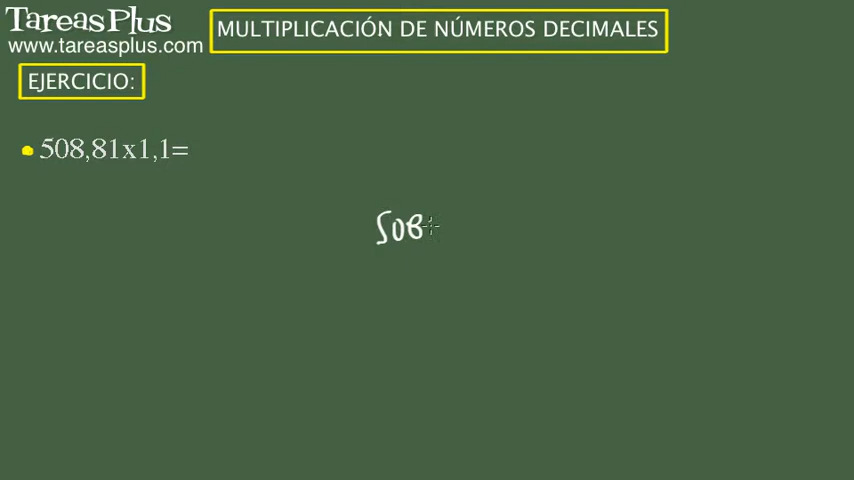 TareasPlus
www.tareasplus.com
MULTIPLICACIÓN DE NÚMEROS DECIMALES
EJERCICIO:
508,81x1,1=
508